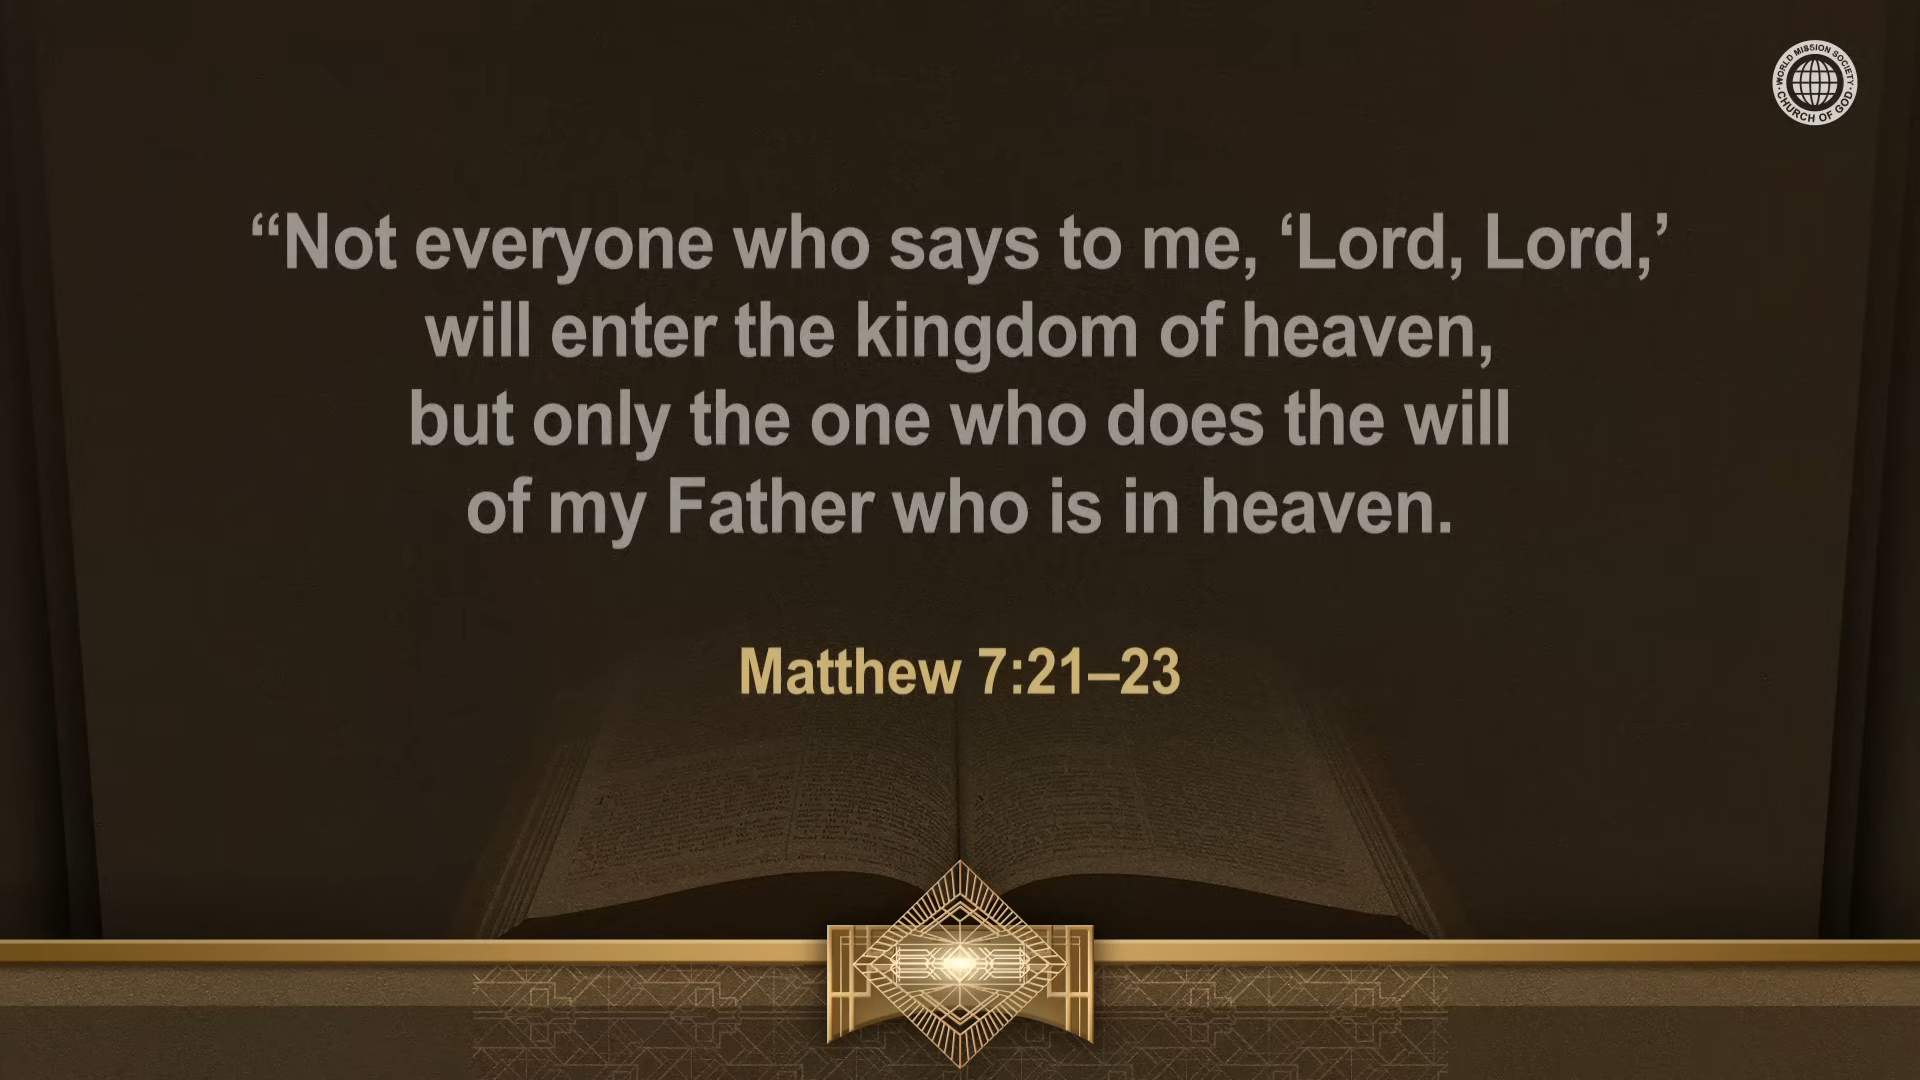 WORLD MISSION SOCIETY
CHURCH OF GOD
“Not everyone who says to me, ‘Lord, Lord,’
will enter the kingdom of heaven,
but only the one who does the will
of my Father who is in heaven.
Matthew 7:21–23